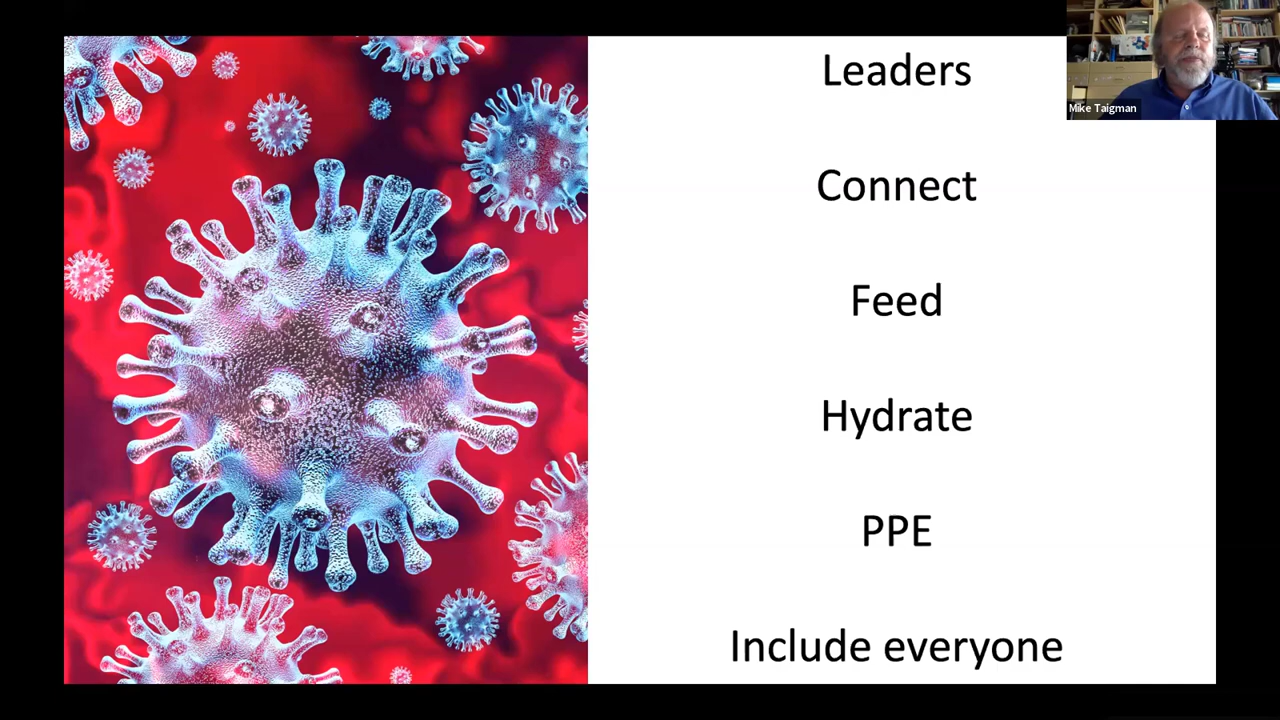 Leaders
Mike Taigman
Connect
Feed
Hydrate
PPE
Include everyone